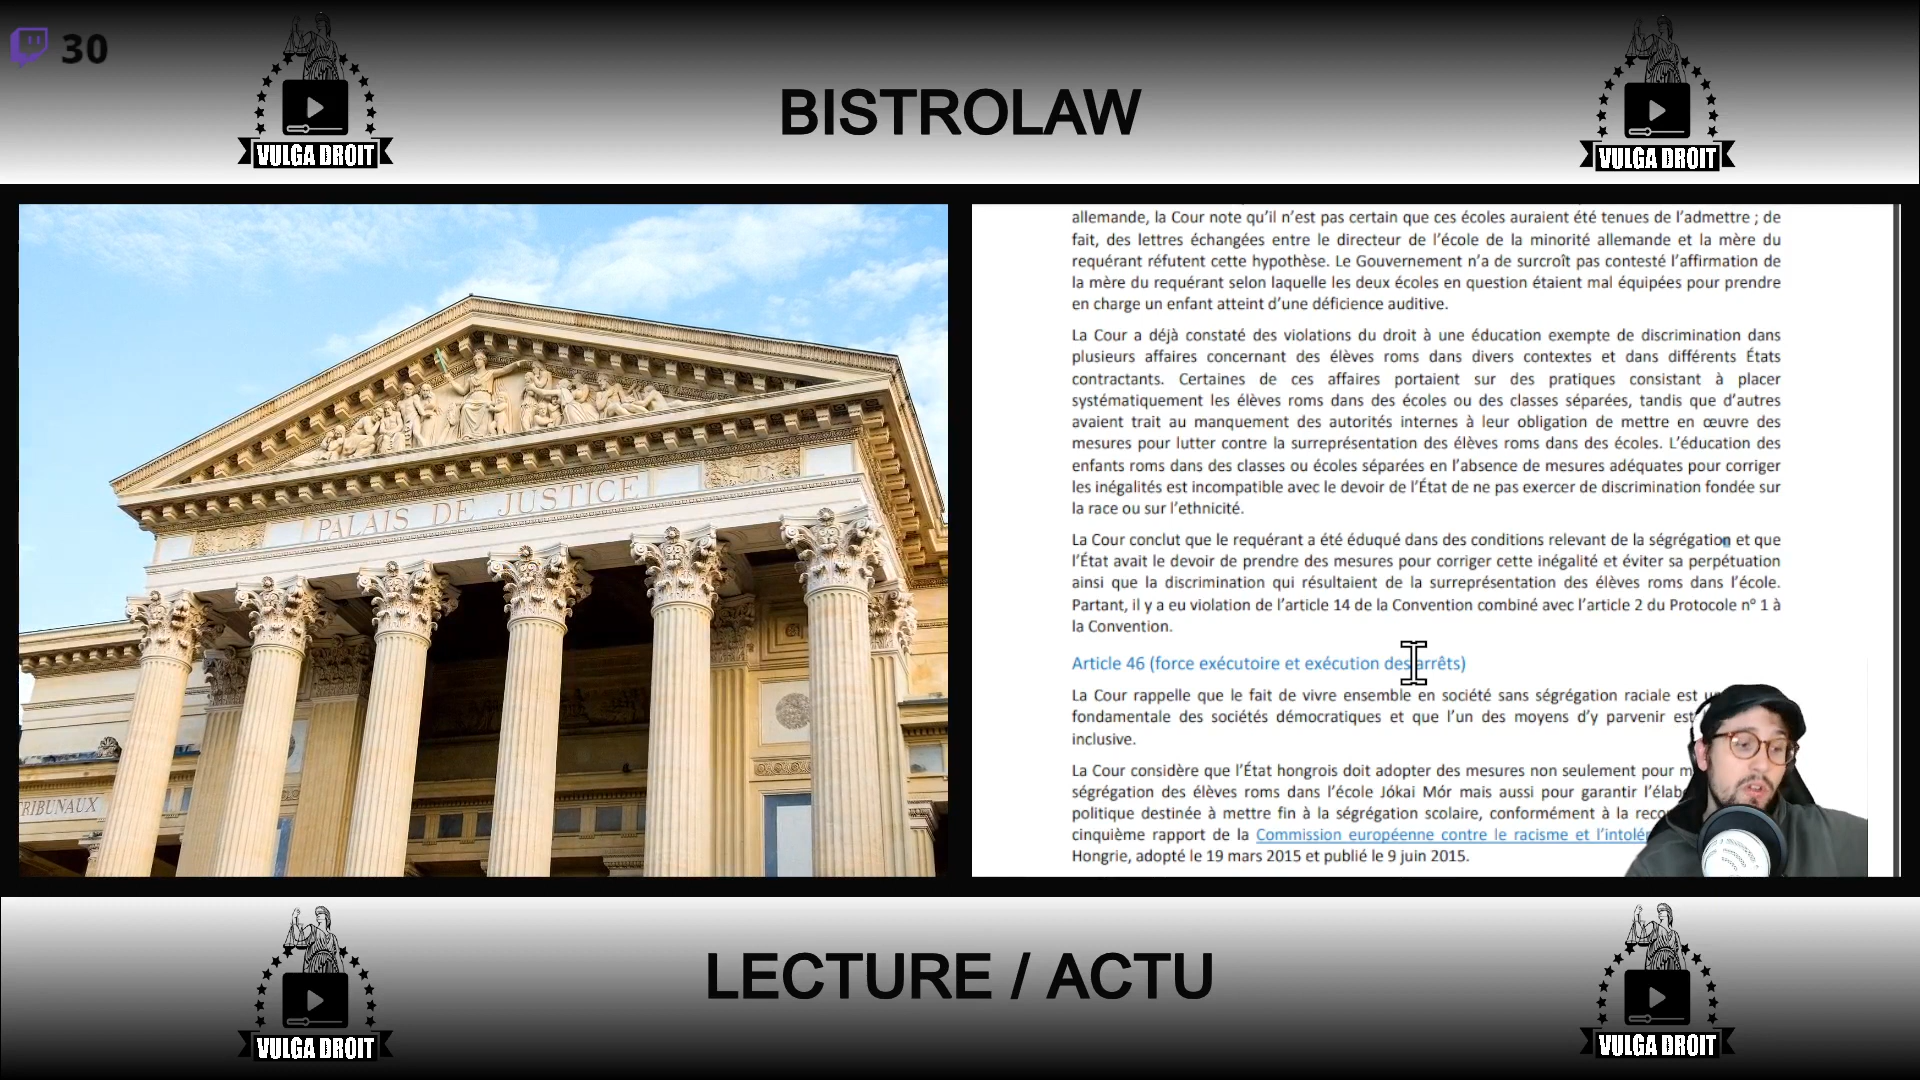 30
VULGA DROIT
BISTROLAW
VULGA DROIT
PALAIS DE JUSTICE
TRIBUNAUX
allemande, la Cour note qu'il n'est pas certain que ces écoles auraient été tenues de l'admettre ; de
fait, des lettres échangées entre le directeur de l'école de la minorité allemande et la mère du
requérant réfutent cette hypothèse. Le Gouvernement n'a de surcroît pas contesté l'affirmation de
la mère du requérant selon laquelle les deux écoles en question étaient mal équipées pour prendre
en charge un enfant atteint d'une déficience auditive.
La Cour a déjà constaté des violations du droit à une éducation exempte de discrimination dans
plusieurs affaires concernant des élèves roms dans divers contextes et dans différents États
contractants. Certaines de ces affaires portaient sur des pratiques consistant à placer
systématiquement les élèves roms dans des écoles ou des classes séparées, tandis que d'autres
avaient trait au manquement des autorités internes à leur obligation de mettre en œuvre des
mesures pour lutter contre la surreprésentation des élèves roms dans des écoles. L'éducation des
enfants roms dans des classes ou écoles séparées en l'absence de mesures adéquates pour corriger
les inégalités est incompatible avec le devoir de l'État de ne pas exercer de discrimination fondée sur
la race ou sur l'ethnicité.
La Cour conclut que le requérant a été éduqué dans des conditions relevant de la ségrégation et que
l'État avait le devoir de prendre des mesures pour corriger cette inégalité et éviter sa perpétuation
ainsi que la discrimination qui résultaient de la surreprésentation des élèves roms dans l'école.
Partant, il y a eu violation de l'article 14 de la Convention combiné avec l'article 2 du Protocole n° 1 à
la Convention.
Article 46 (force exécutoire et exécution des arrêts)
La Cour rappelle que le fait de vivre ensemble en société sans ségrégation raciale est
fondamentale des sociétés démocratiques et que l'un des moyens d'y parvenir est
inclusive.
La Cour considère que l'État hongrois doit adopter des mesures non seulement pour
ségrégation des élèves roms dans l'école Jókai Mór mais aussi pour garantir
politique destinée à mettre fin à la ségrégation scolaire, conformément à la
cinquième rapport de la Commission européenne contre le racisme et
Hongrie, adopté le 19 mars 2015 et publié le 9 juin 2015.
VULGA DROIT
LECTURE / ACTU
VULGA DROIT